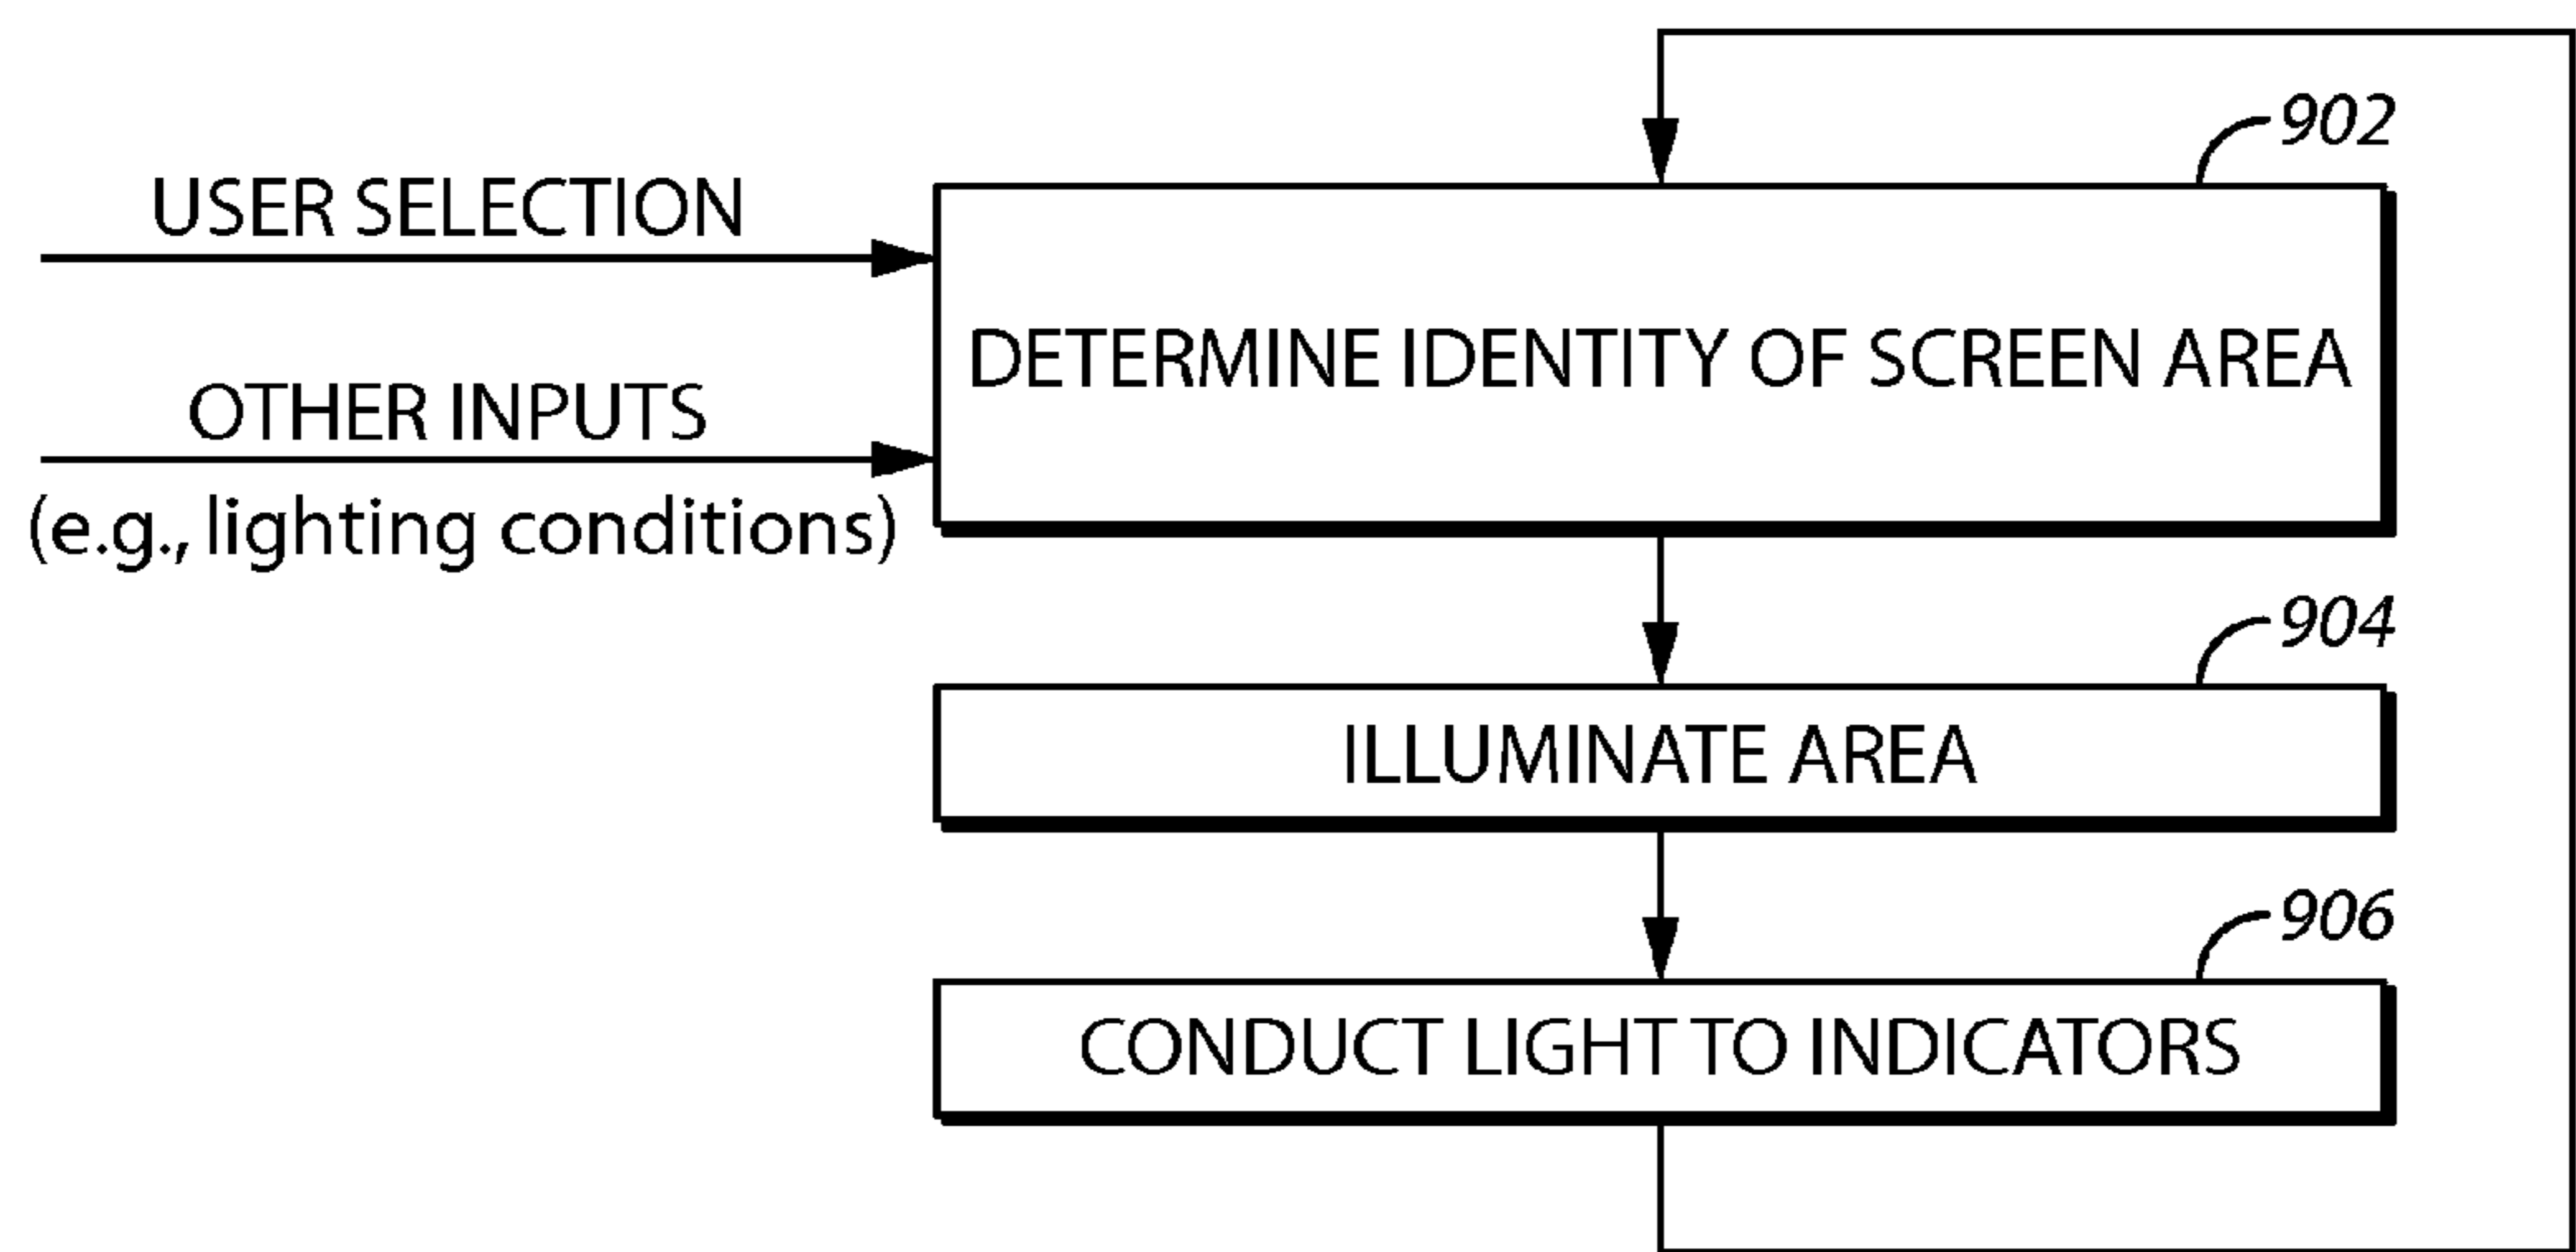 902
USER SELECTION
DETERMINE IDENTITY OF SCREEN AREA
OTHER INPUTS
(e.g., lighting conditions)
904
ILLUMINATE AREA
906
CONDUCT LIGHT TO INDICATORS